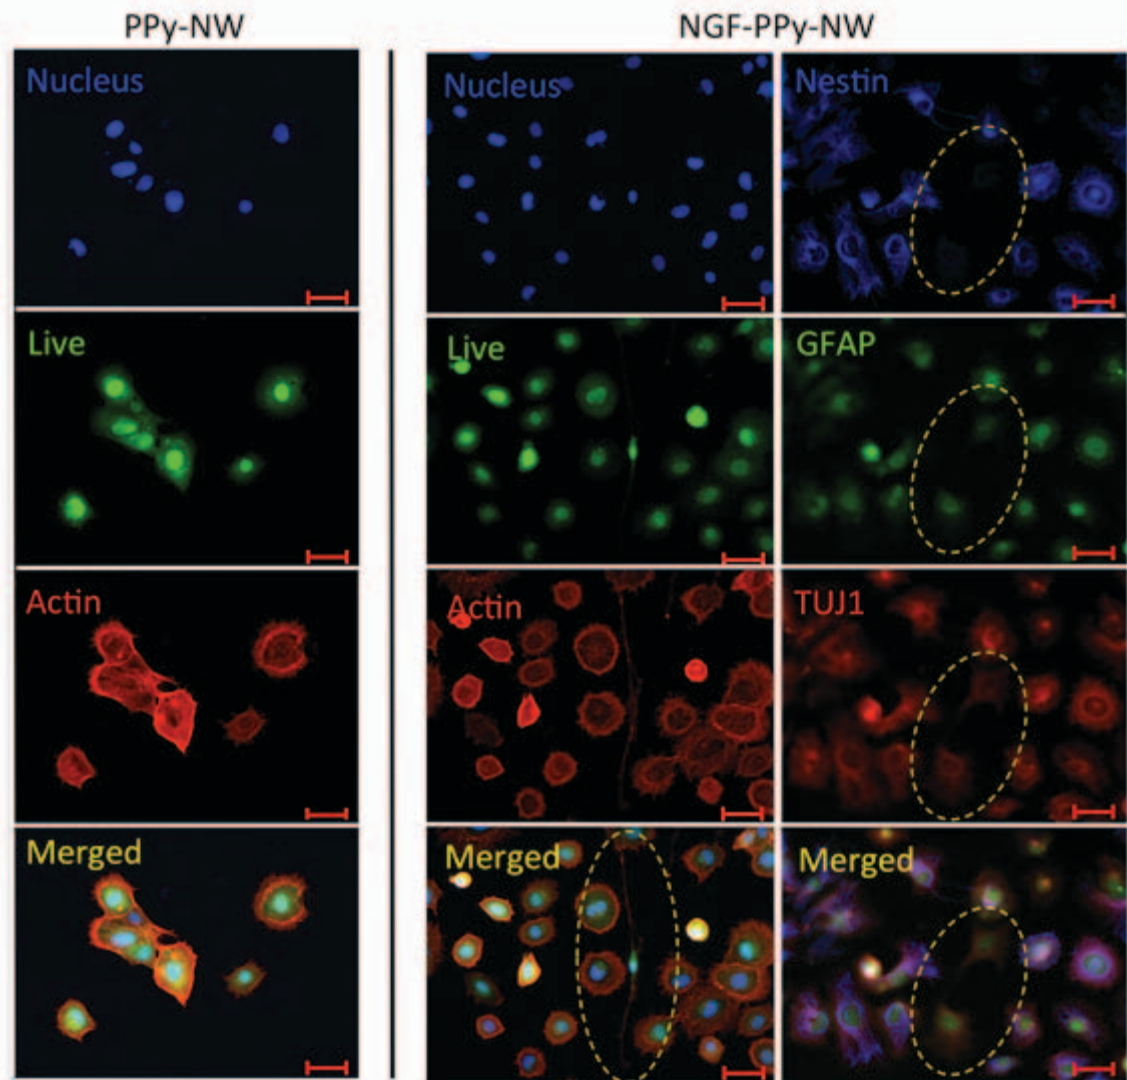 PPy-NW
NGF-PPy-NW
Nucleus
Nucleus
Nestin
Live
Live
GFAP
Actin
Actin
TUJ1
Merged
Merged
Merged